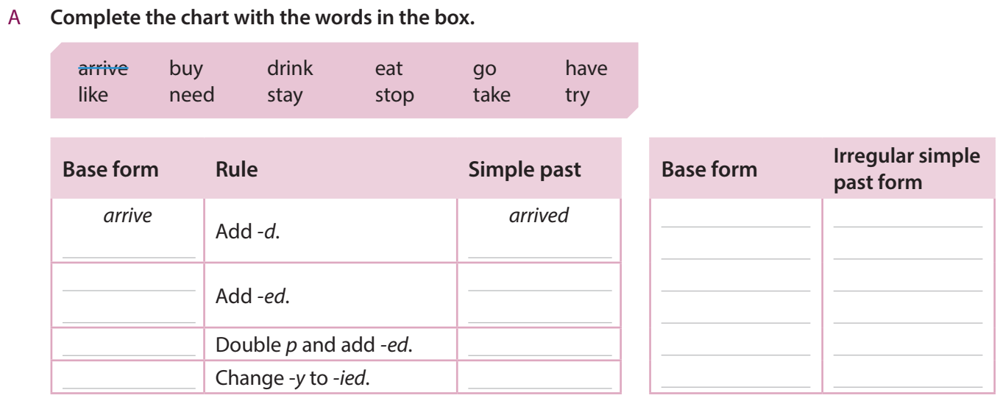 A Complete the chart with the words in the box.
arrive buy drink eat go have
like need stay stop take try
Base form Rule Simple past
arrive Add -d. arrived
Add -ed.
Double p and add -ed.
Change -y to -ied.
Base form Irregular simple
past form